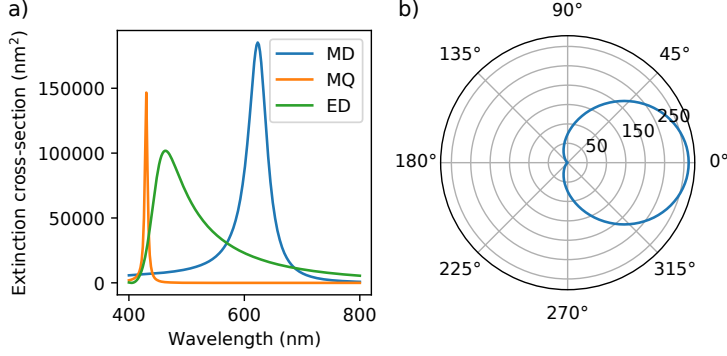 a)
Extinction cross-section (nm²)
150000
100000
50000
0
400
600
800
Wavelength (nm)
MD
MQ
ED
b)
90°
135°
45°
180°
50
150
250
0°
225°
315°
270°